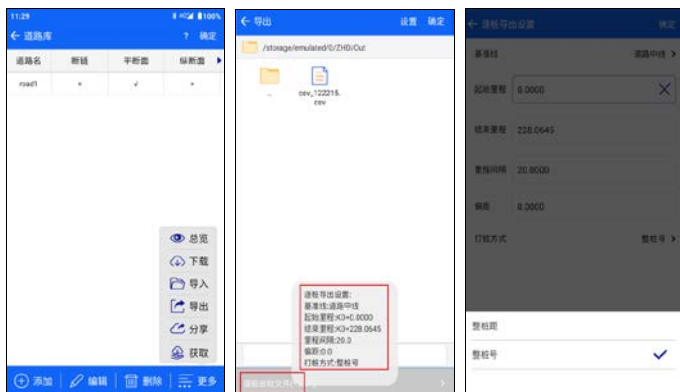 11:29
4G 100%
道路库
? 确定
道路名 断链 平断面 纵断面
road1 × √ ×
总览
下载
导入
导出
分享
获取
添加 编辑 删除 更多
导出 设置 确定
/storage/emulated/0/ZHD/Out
..
csv_122215.
csv
逐桩导出设置:
基准线:道路中线
起始里程:K0+0.0000
结束里程:K0+228.0645
里程间隔:20.0
偏距:0.0
打桩方式:整桩号
逐桩导出设置 确定
基准线 道路中线
起始里程 0.0000
结束里程 228.0645
里程间隔 20.0000
偏距 0.0000
打桩方式 整桩号
整桩距
整桩号